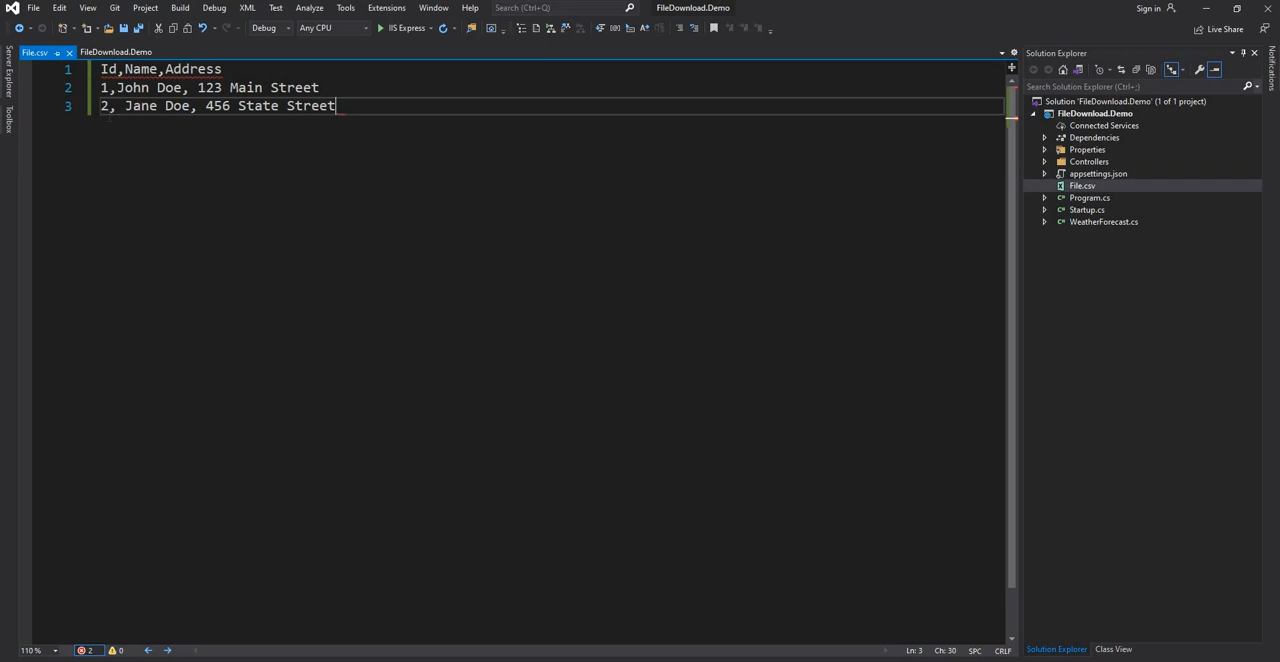 File Edit View Git Project Build Debug XML Test Analyze Tools Extensions Window Help Search (Ctrl+Q) FileDownload.Demo Sign in
Debug Any CPU IIS Express Live Share
Server Explorer
Toolbox
File.csv FileDownload.Demo
1 Id,Name,Address
2 1,John Doe, 123 Main Street
3 2, Jane Doe, 456 State Street
Solution Explorer
Search Solution Explorer (Ctrl+;)
Solution 'FileDownload.Demo' (1 of 1 project)
FileDownload.Demo
Connected Services
Dependencies
Properties
Controllers
appsettings.json
File.csv
Program.cs
Startup.cs
WeatherForecast.cs
Notifications
110 % 2 0 Ln: 3 Ch: 30 SPC CRLF
Solution Explorer Class View